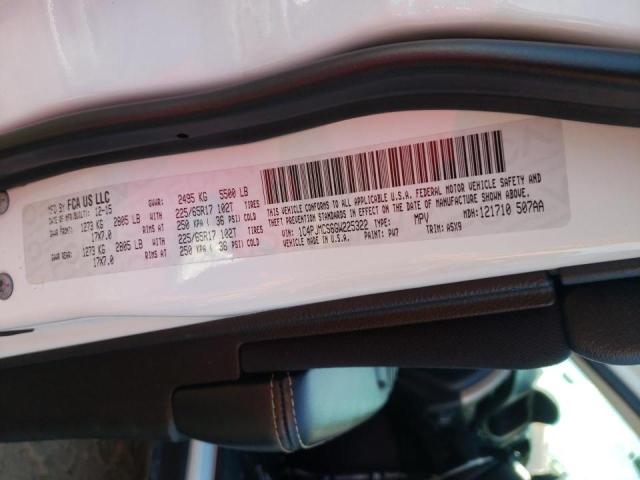 MFD BY: FCA US LLC
DATE OF MFR: 12-15 GVWR: 2495 KG 5500 LB
GAWR FRONT: 1273 KG 2805 LB WITH 225/65R17 102T TIRES
17X7.0 RIMS AT 250 KPA ( 36 PSI) COLD
GAWR REAR: 1273 KG 2805 LB WITH 225/65R17 102T TIRES
17X7.0 RIMS AT 250 KPA ( 36 PSI) COLD
THIS VEHICLE CONFORMS TO ALL APPLICABLE U.S.A. FEDERAL MOTOR VEHICLE SAFETY AND
THEFT PREVENTION STANDARDS IN EFFECT ON THE DATE OF MANUFACTURE SHOWN ABOVE.
VIN: TYPE: MPV MDH: 121710 507AA
MADE IN U.S.A. PAINT: PW7 TRIM: A5X9